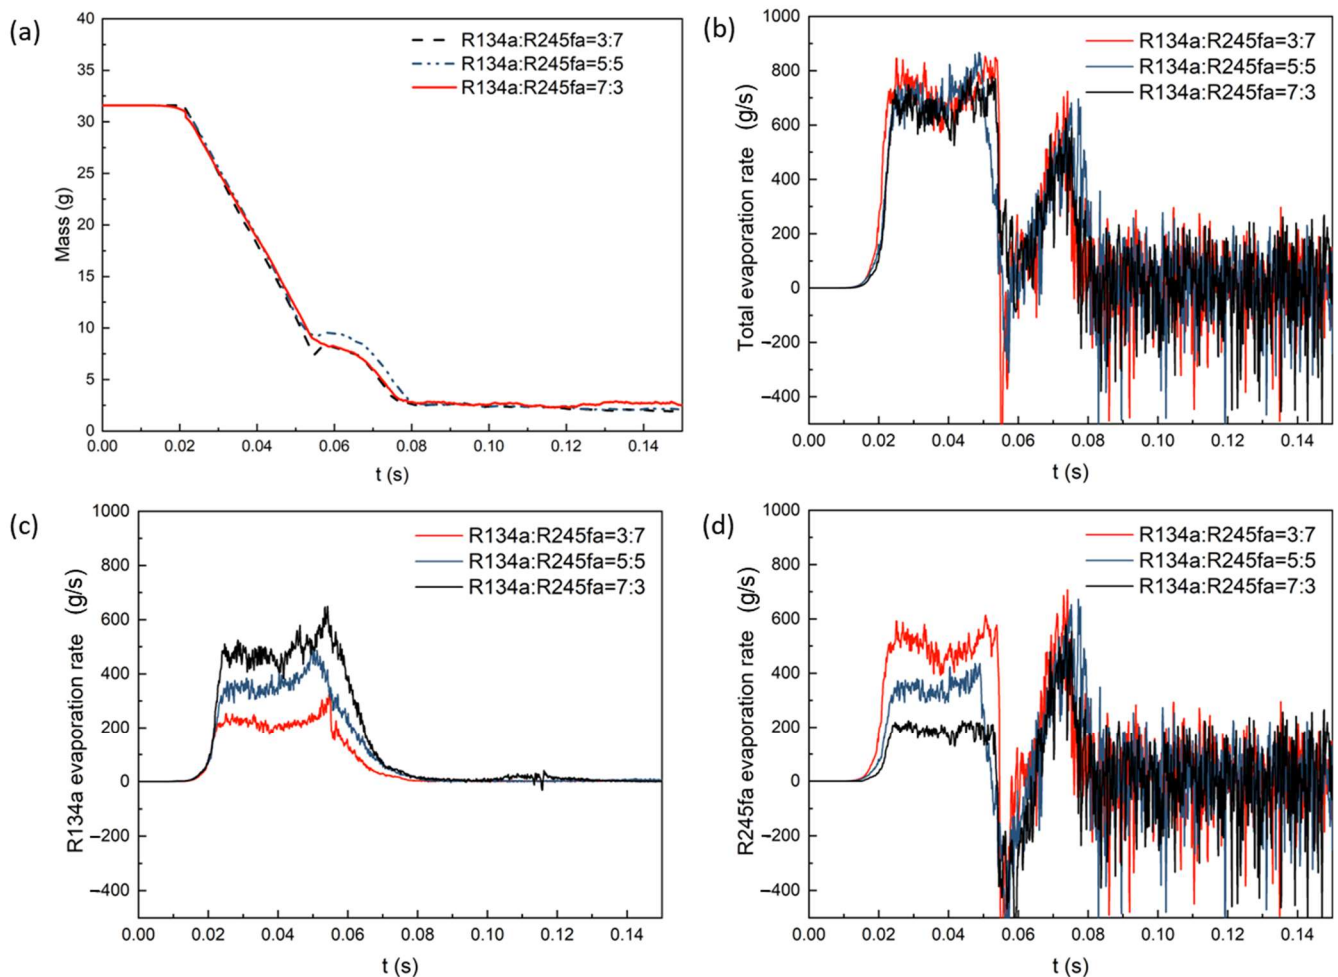 (a)
40
35
30
25
20
15
10
5
0
Mass (g)
R134a:R245fa=3:7
R134a:R245fa=5:5
R134a:R245fa=7:3
0.00 0.02 0.04 0.06 0.08 0.10 0.12 0.14
t (s)
(b)
1000
800
600
400
200
0
−200
−400
Total evaporation rate (g/s)
R134a:R245fa=3:7
R134a:R245fa=5:5
R134a:R245fa=7:3
0.00 0.02 0.04 0.06 0.08 0.10 0.12 0.14
t (s)
(c)
1000
800
600
400
200
0
−200
−400
R134a evaporation rate (g/s)
R134a:R245fa=3:7
R134a:R245fa=5:5
R134a:R245fa=7:3
0.00 0.02 0.04 0.06 0.08 0.10 0.12 0.14
t (s)
(d)
1000
800
600
400
200
0
−200
−400
R245fa evaporation rate (g/s)
R134a:R245fa=3:7
R134a:R245fa=5:5
R134a:R245fa=7:3
0.00 0.02 0.04 0.06 0.08 0.10 0.12 0.14
t (s)